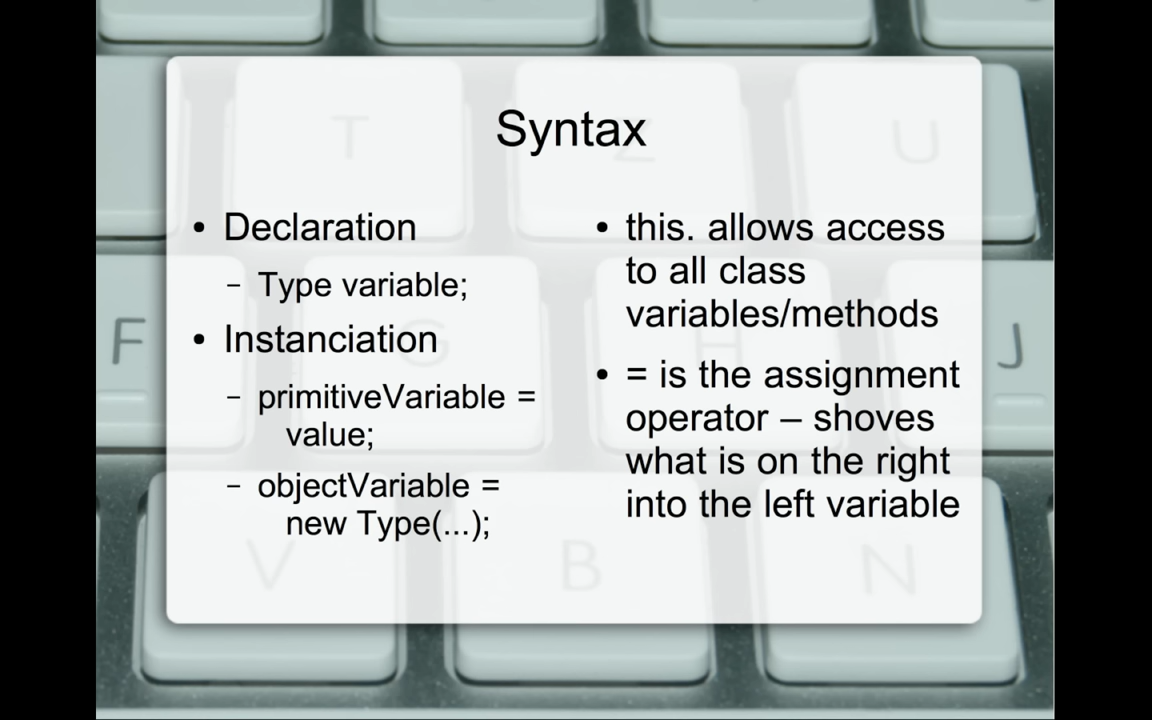 Syntax
• Declaration
– Type variable;
• Instanciation
– primitiveVariable =
value;
– objectVariable =
new Type(...);
• this. allows access
to all class
variables/methods
• = is the assignment
operator – shoves
what is on the right
into the left variable
T
Z
U
F
G
H
J
V
B
N